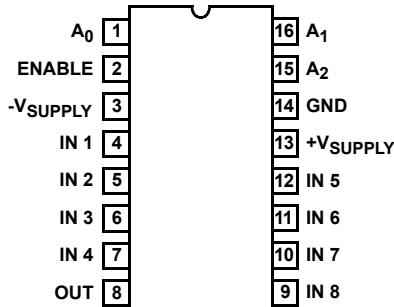 A0 1 16 A1
ENABLE 2 15 A2
-VSUPPLY 3 14 GND
IN 1 4 13 +VSUPPLY
IN 2 5 12 IN 5
IN 3 6 11 IN 6
IN 4 7 10 IN 7
OUT 8 9 IN 8